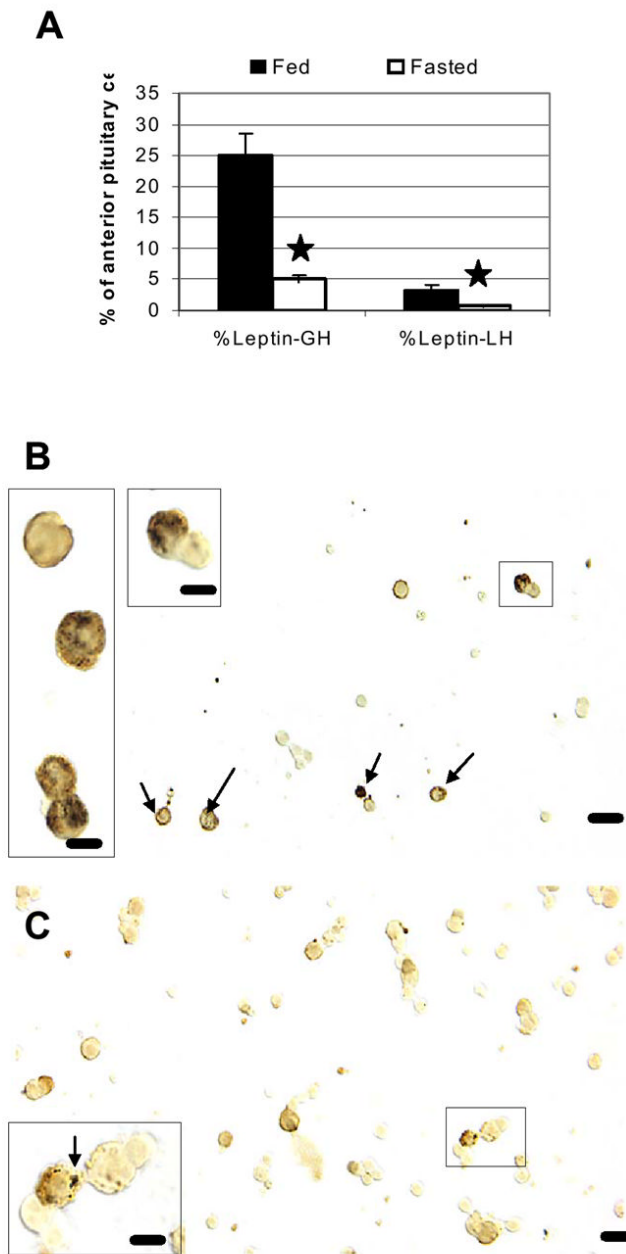 A
Fed Fasted
% of anterior pituitary ce
35
30
25
20
15
10
5
0
%Leptin-GH %Leptin-LH
B
C